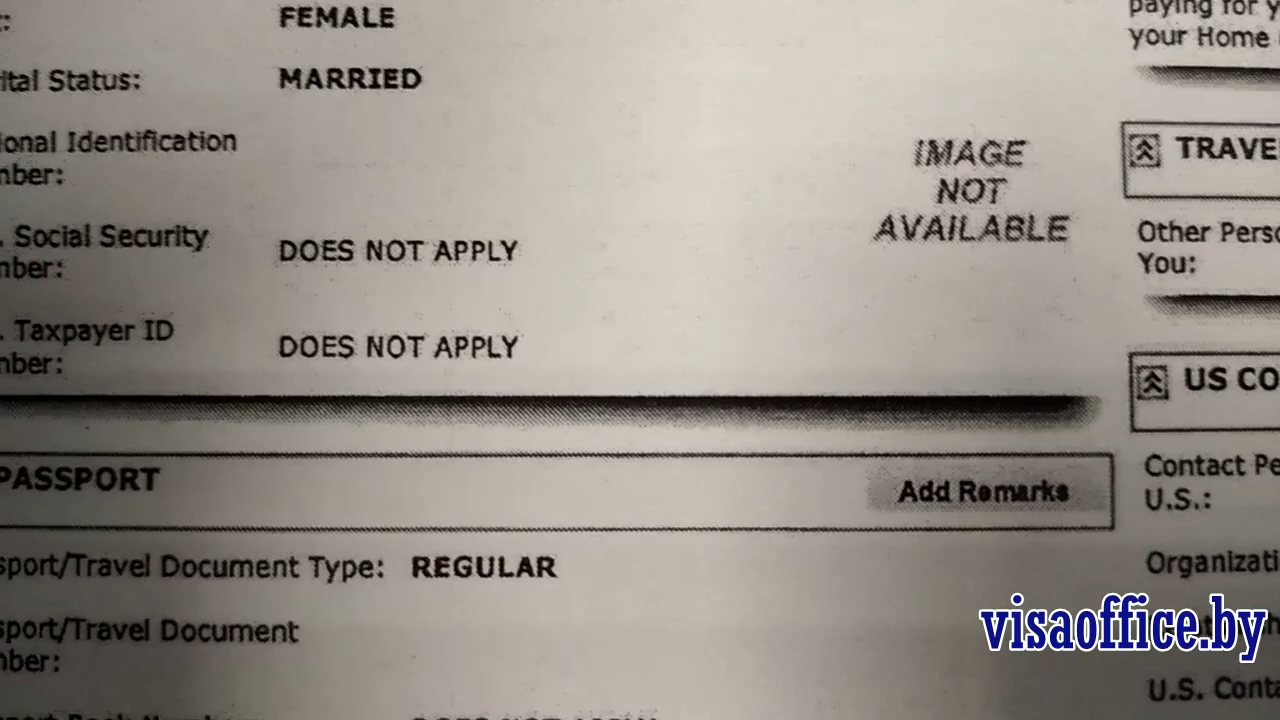 FEMALE
ital Status: MARRIED
ional Identification
nber:
. Social Security
nber:
DOES NOT APPLY
. Taxpayer ID
nber:
DOES NOT APPLY
IMAGE
NOT
AVAILABLE
PASSPORT
Add Remarks
sport/Travel Document Type: REGULAR
sport/Travel Document
nber:
paying for y
your Home
TRAVE
Other Perso
You:
US CO
Contact Pe
U.S.:
Organizati
visaoffice.by
U.S. Conta